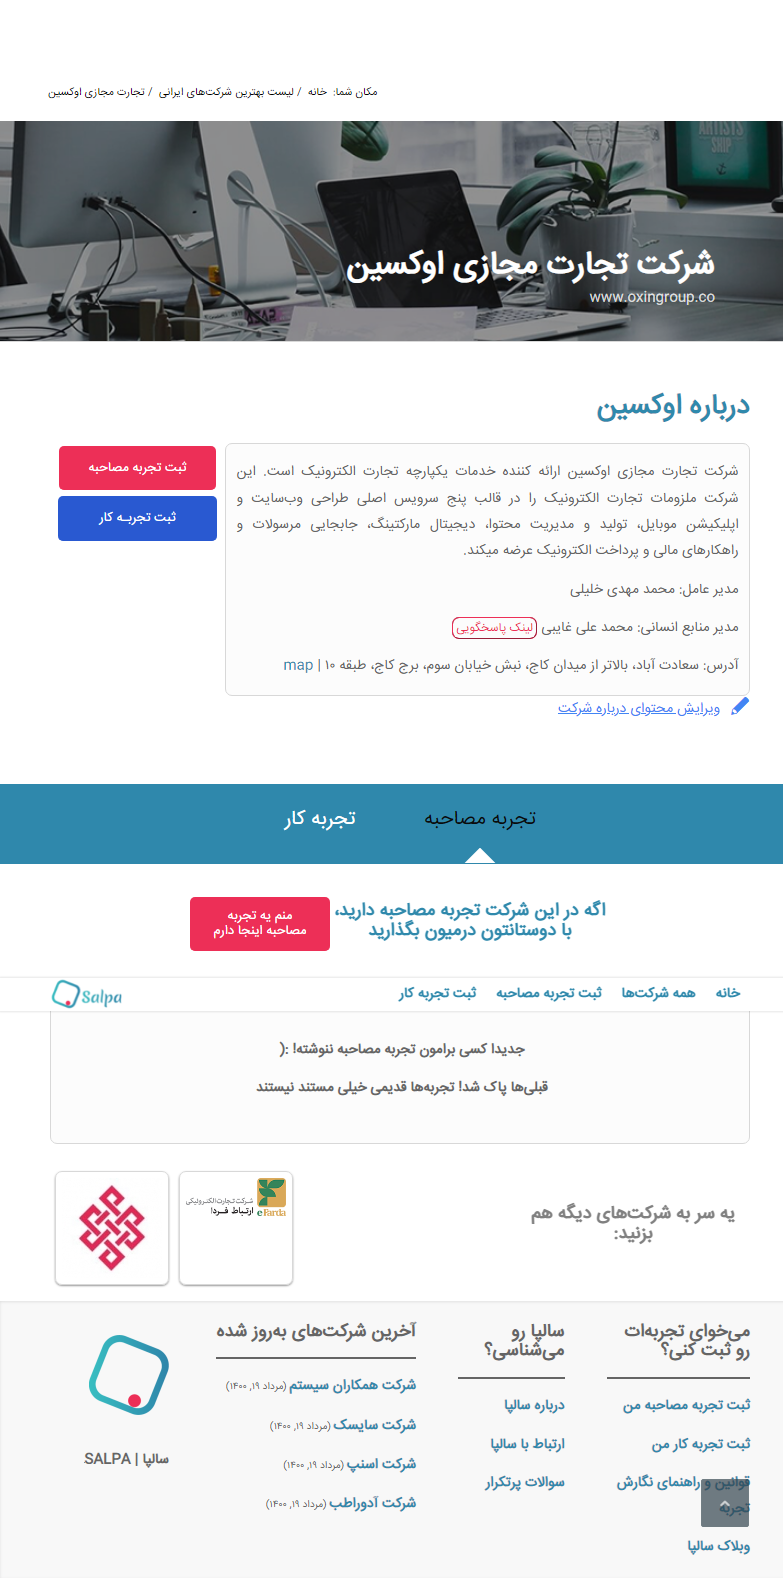 مکان شما: خانه / لیست بهترین شرکت‌های ایرانی / تجارت مجازی اوکسین
ARTISTS
SHIP
شرکت تجارت مجازی اوکسین
www.oxingroup.co
درباره اوکسین
ثبت تجربه مصاحبه
ثبت تجربـه کار
شرکت تجارت مجازی اوکسین ارائه کننده خدمات یکپارچه تجارت الکترونیک است. این
شرکت ملزومات تجارت الکترونیک را در قالب پنج سرویس اصلی طراحی وب‌سایت و
اپلیکیشن موبایل، تولید و مدیریت محتوا، دیجیتال مارکتینگ، جابجایی مرسولات و
راهکارهای مالی و پرداخت الکترونیک عرضه میکند.
مدیر عامل: محمد مهدی خلیلی
مدیر منابع انسانی: محمد علی غایبی لینک پاسخگویی
آدرس: سعادت آباد، بالاتر از میدان کاج، نبش خیابان سوم، برج کاج، طبقه ۱۰ | map
ویرایش محتوای درباره شرکت
تجربه مصاحبه
تجربه کار
اگه در این شرکت تجربه مصاحبه دارید،
با دوستانتون درمیون بگذارید
منم یه تجربه
مصاحبه اینجا دارم
خانه
همه شرکت‌ها
ثبت تجربه مصاحبه
ثبت تجربه کار
Salpa
جدیدا کسی برامون تجربه مصاحبه ننوشته! :(
قبلی‌ها پاک شد! تجربه‌ها قدیمی خیلی مستند نیستند
یه سر به شرکت‌های دیگه هم
بزنید:
شرکت تجارت الکترونیکی
ارتباط فـردا
eFarda
می‌خوای تجربه‌ات
رو ثبت کنی؟
ثبت تجربه مصاحبه من
ثبت تجربه کار من
قوانین و راهنمای نگارش
تجربه
وبلاک سالپا
سالپا رو
می‌شناسی؟
درباره سالپا
ارتباط با سالپا
سوالات پرتکرار
آخرین شرکت‌های به‌روز شده
شرکت همکاران سیستم (مرداد ۱۹, ۱۴۰۰)
شرکت سایسک (مرداد ۱۹, ۱۴۰۰)
شرکت اسنپ (مرداد ۱۹, ۱۴۰۰)
شرکت آدوراطب (مرداد ۱۹, ۱۴۰۰)
سالپا | SALPA